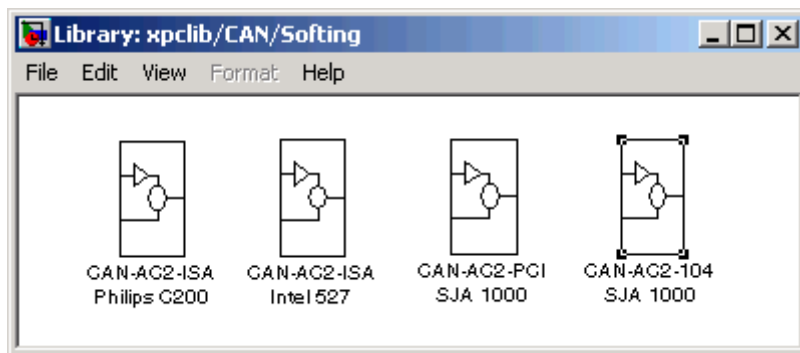 Library: xpclib/CAN/Softing
File Edit View Format Help
CAN-AC2-ISA CAN-AC2-ISA CAN-AC2-PCI CAN-AC2-104
Philips C200 Intel 527 SJA 1000 SJA 1000